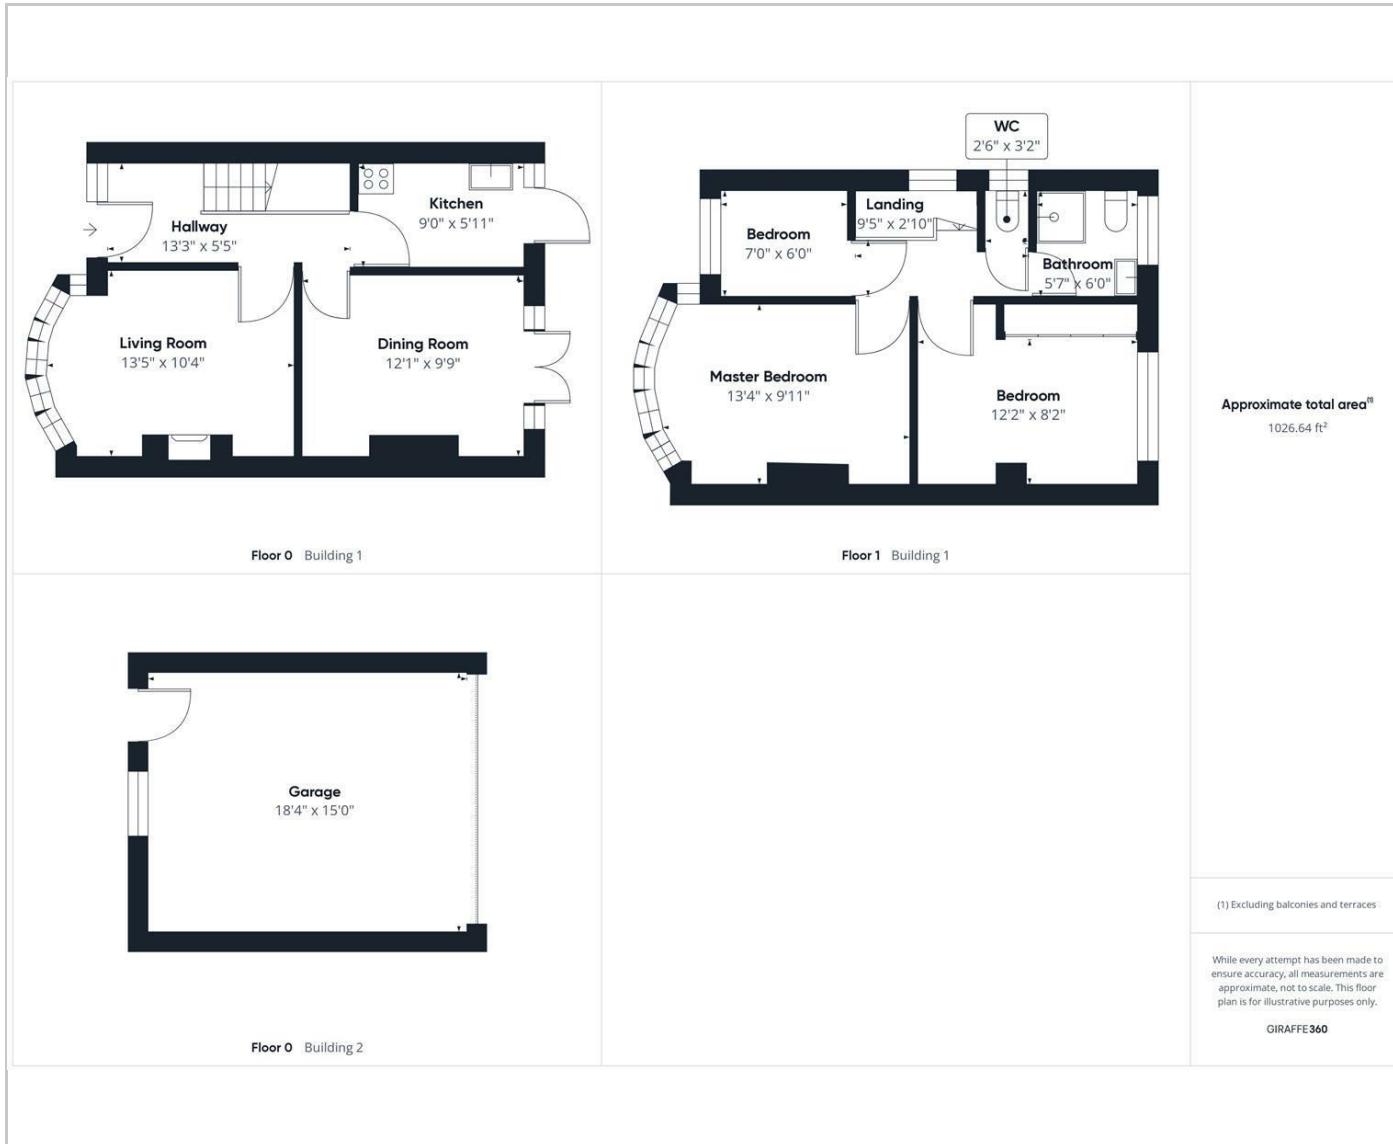 Hallway
13'3" x 5'5"
Kitchen
9'0" x 5'11"
Living Room
13'5" x 10'4"
Dining Room
12'1" x 9'9"
Floor 0 Building 1
WC
2'6" x 3'2"
Landing
9'5" x 2'10"
Bedroom
7'0" x 6'0"
Bathroom
5'7" x 6'0"
Master Bedroom
13'4" x 9'11"
Bedroom
12'2" x 8'2"
Floor 1 Building 1
Garage
18'4" x 15'0"
Floor 0 Building 2
Approximate total area⁽¹⁾
1026.64 ft²
(1) Excluding balconies and terraces
While every attempt has been made to
ensure accuracy, all measurements are
approximate, not to scale. This floor
plan is for illustrative purposes only.
GIRAFFE360